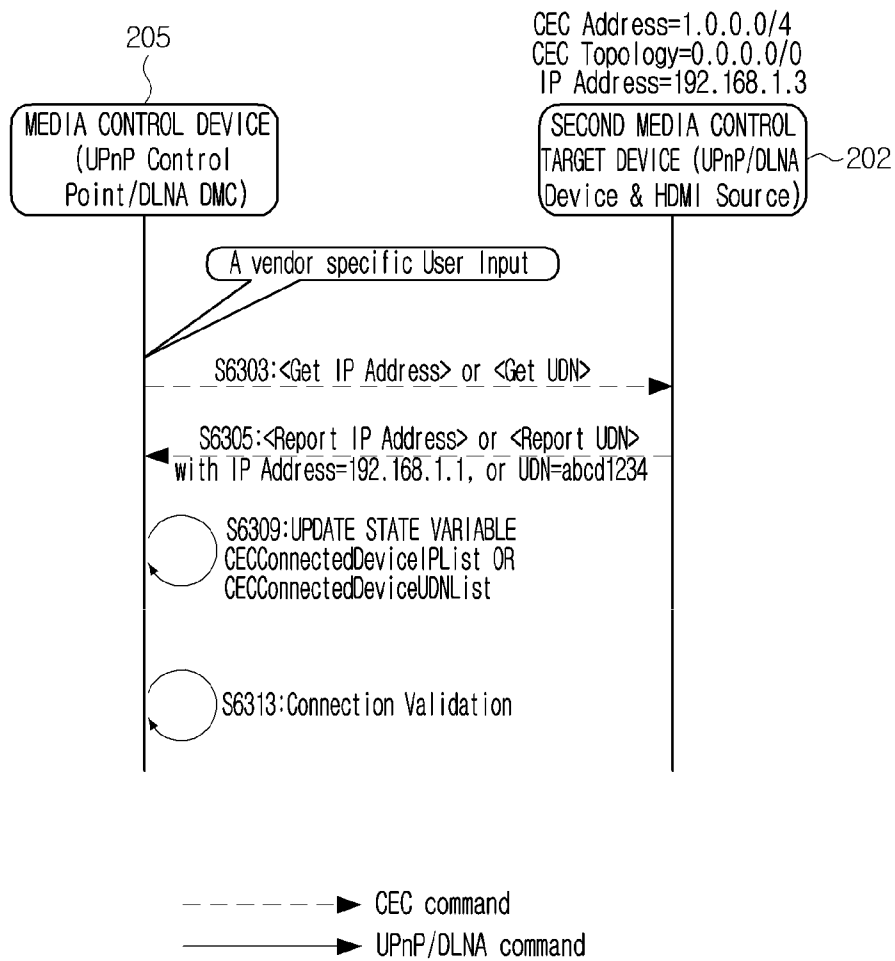 205
CEC Address=1.0.0.0/4
CEC Topology=0.0.0.0/0
IP Address=192.168.1.3
MEDIA CONTROL DEVICE
(UPnP Control
Point/DLNA DMC)
SECOND MEDIA CONTROL
TARGET DEVICE (UPnP/DLNA
Device & HDMI Source)
202
A vendor specific User Input
S6303:<Get IP Address> or <Get UDN>
S6305:<Report IP Address> or <Report UDN>
with IP Address=192.168.1.1, or UDN=abcd1234
S6309:UPDATE STATE VARIABLE
CECConnectedDeviceIPList OR
CECConnectedDeviceUDNList
S6313:Connection Validation
CEC command
UPnP/DLNA command